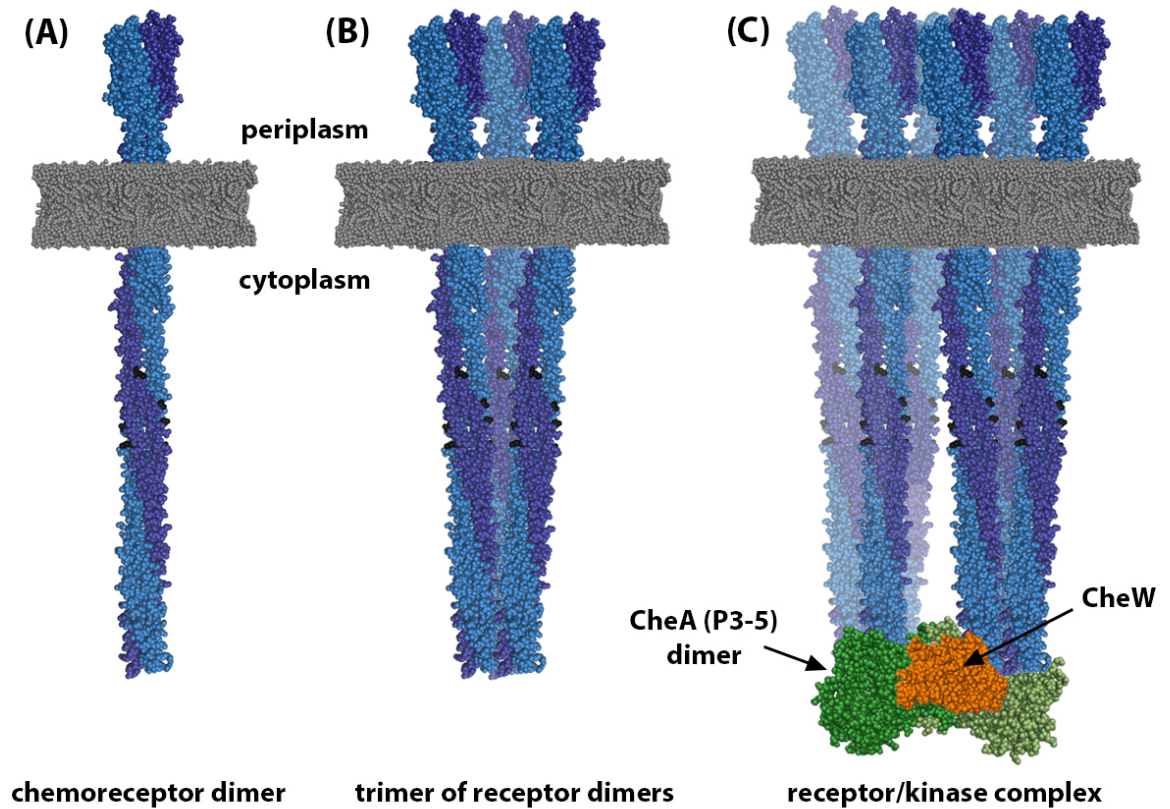 (A)
(B)
(C)
periplasm
cytoplasm
CheA (P3-5)
dimer
CheW
chemoreceptor dimer
trimer of receptor dimers
receptor/kinase complex